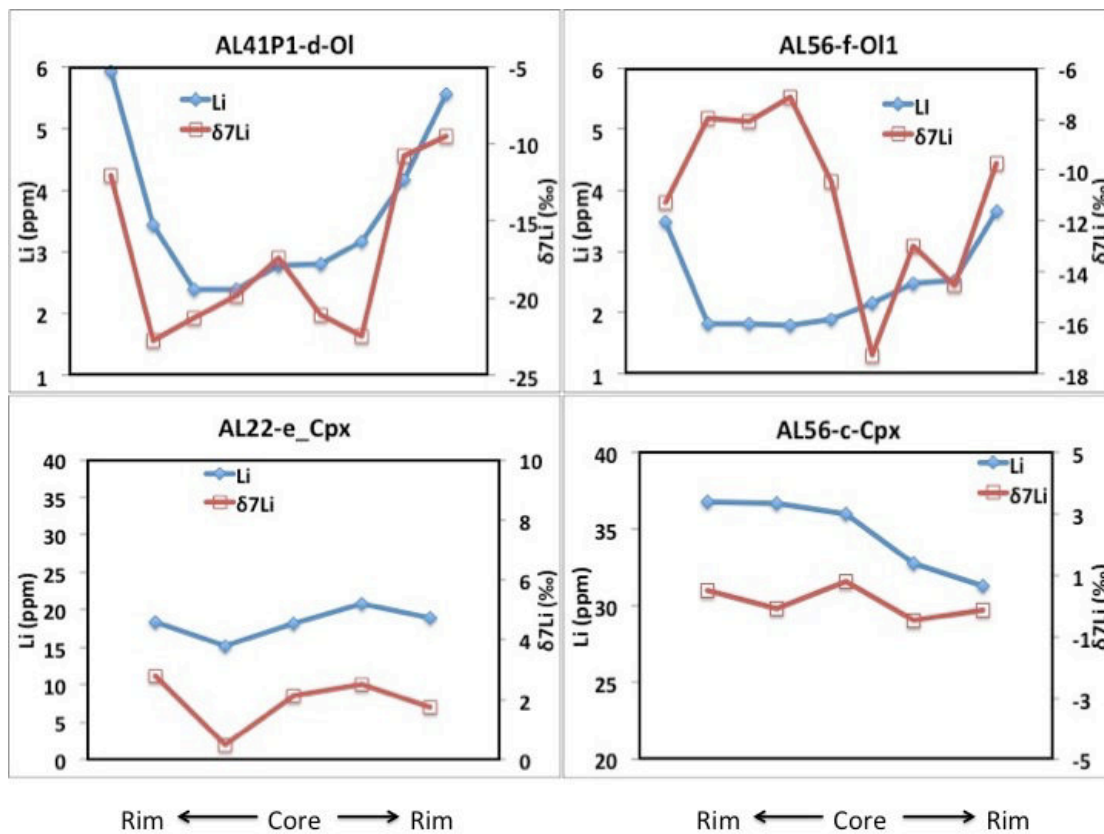 AL41P1-d-Ol
Li
δ7Li
6
5
4
3
2
1
Li (ppm)
-5
-10
-15
-20
-25
δ7Li (‰)
AL56-f-Ol1
LI
δ7Li
6
5
4
3
2
1
Li (ppm)
-6
-8
-10
-12
-14
-16
-18
δ7Li (‰)
AL22-e_Cpx
Li
δ7Li
40
35
30
25
20
15
10
5
0
Li (ppm)
10
8
6
4
2
0
δ7Li (‰)
AL56-c-Cpx
Li
δ7Li
40
35
30
25
20
Li (ppm)
5
3
1
-1
-3
-5
δ7Li (‰)
Rim ← Core → Rim Rim ← Core → Rim